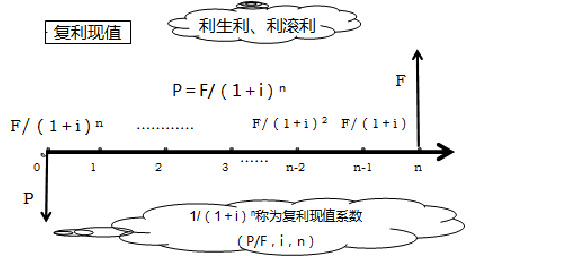 复利现值
利生利、利滚利
P＝F/（1+i）ⁿ
F
F/（1+i）ⁿ ………… F/（1+i）² F/（1+i）
0 1 2 3 …… n-2 n-1 n
P
1/（1+i）ⁿ称为复利现值系数
（P/F，i，n）